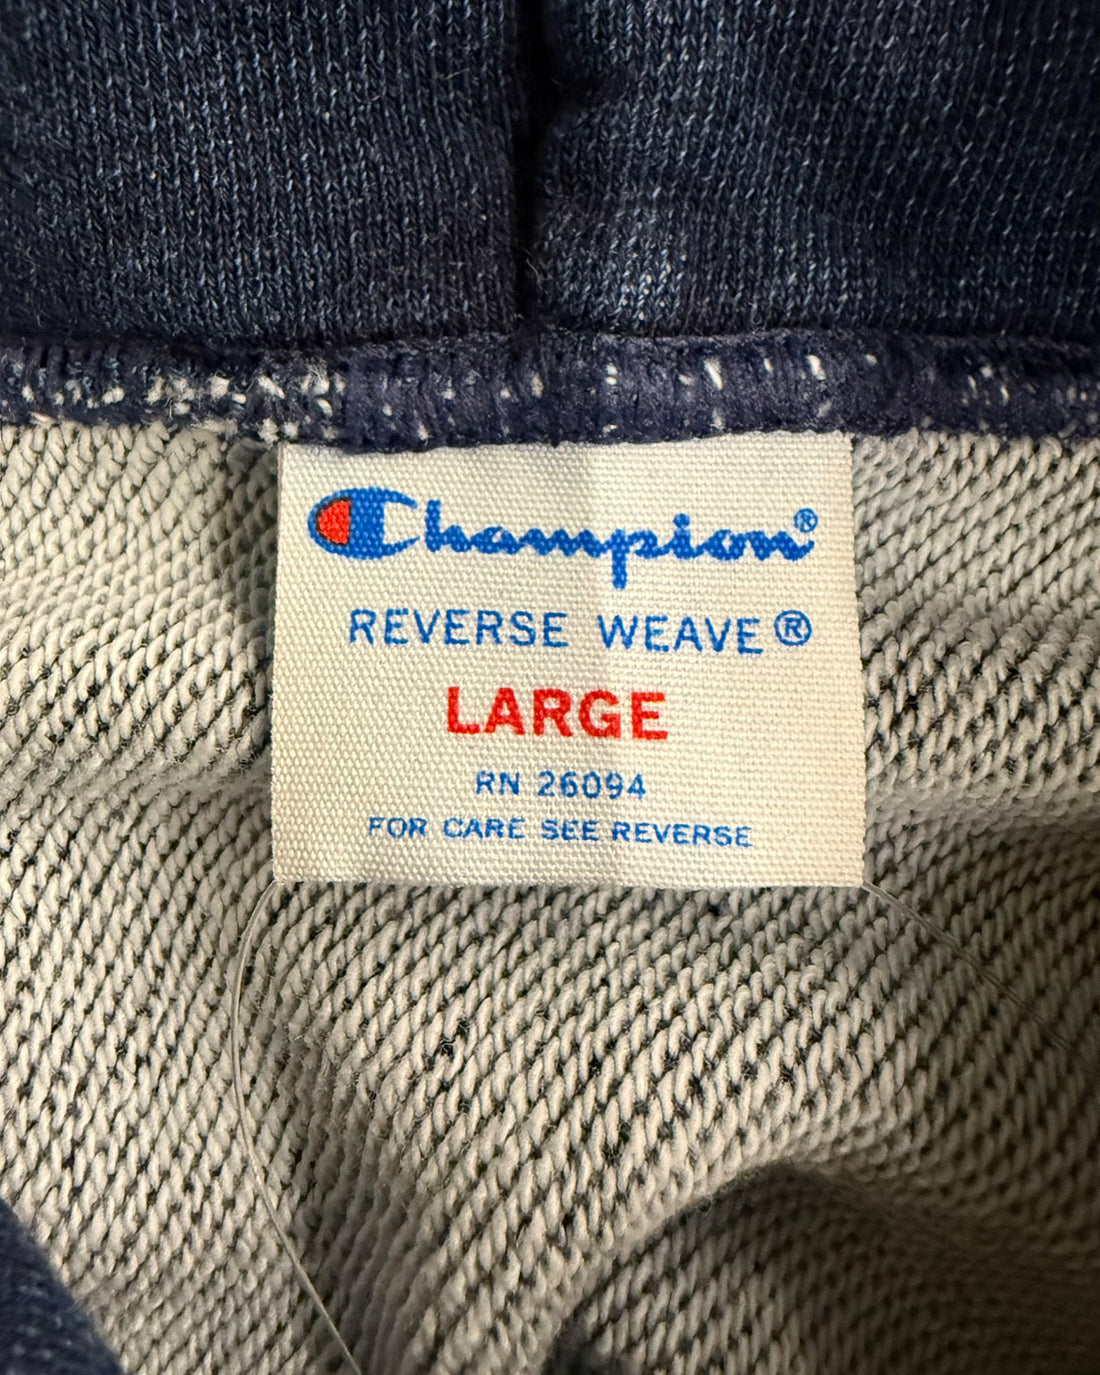 Champion®
REVERSE WEAVE®
LARGE
RN 26094
FOR CARE SEE REVERSE